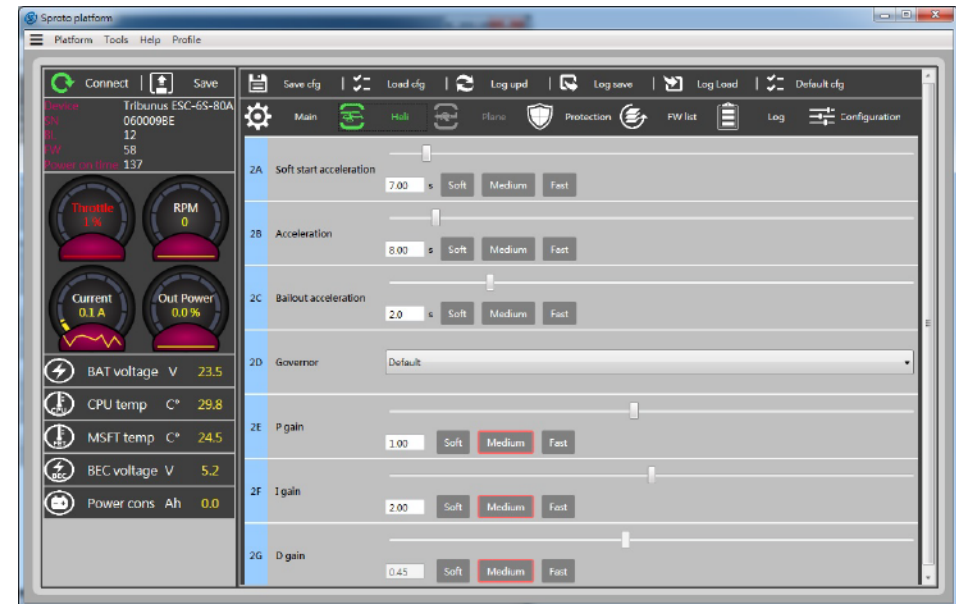 Sproto platform
Platform Tools Help Profile
Connect | Save
Save cfg | Load cfg | Log upd | Log save | Log Load | Default cfg
Device Tribunus ESC-6S-80A
SN 060009BE
12
FW 58
Power on time 137
Main Heli Plane Protection FW list Log Configuration
Throttle
1 %
RPM
0
Current
0.1 A
Out Power
0.0 %
BAT voltage V 23.5
CPU temp C° 29.8
MSFT temp C° 24.5
BEC voltage V 5.2
Power cons Ah 0.0
CPU
FET
BEC
2A Soft start acceleration
7.00 s Soft Medium Fast
2B Acceleration
8.00 s Soft Medium Fast
2C Bailout acceleration
2.0 s Soft Medium Fast
2D Governor Default
2E P gain
1.00 Soft Medium Fast
2F I gain
2.00 Soft Medium Fast
2G D gain
0.45 Soft Medium Fast